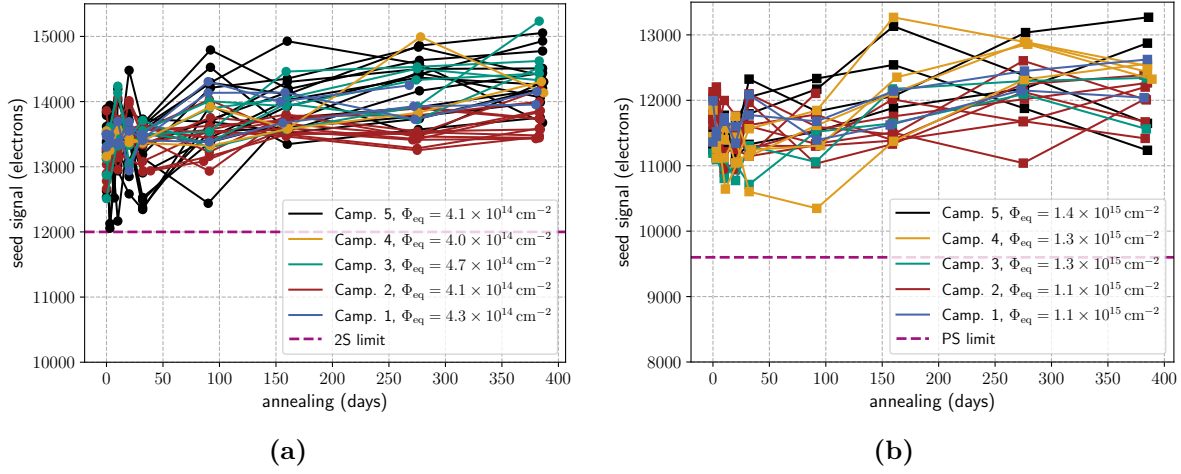 15000
14000
13000
12000
11000
10000
0
50
100
150
200
250
300
350
400
seed signal (electrons)
annealing (days)
Camp. 5, Φeq = 4.1 × 10^14 cm^−2
Camp. 4, Φeq = 4.0 × 10^14 cm^−2
Camp. 3, Φeq = 4.7 × 10^14 cm^−2
Camp. 2, Φeq = 4.1 × 10^14 cm^−2
Camp. 1, Φeq = 4.3 × 10^14 cm^−2
2S limit
(a)
13000
12000
11000
10000
9000
8000
0
50
100
150
200
250
300
350
400
seed signal (electrons)
annealing (days)
Camp. 5, Φeq = 1.4 × 10^15 cm^−2
Camp. 4, Φeq = 1.3 × 10^15 cm^−2
Camp. 3, Φeq = 1.3 × 10^15 cm^−2
Camp. 2, Φeq = 1.1 × 10^15 cm^−2
Camp. 1, Φeq = 1.1 × 10^15 cm^−2
PS limit
(b)